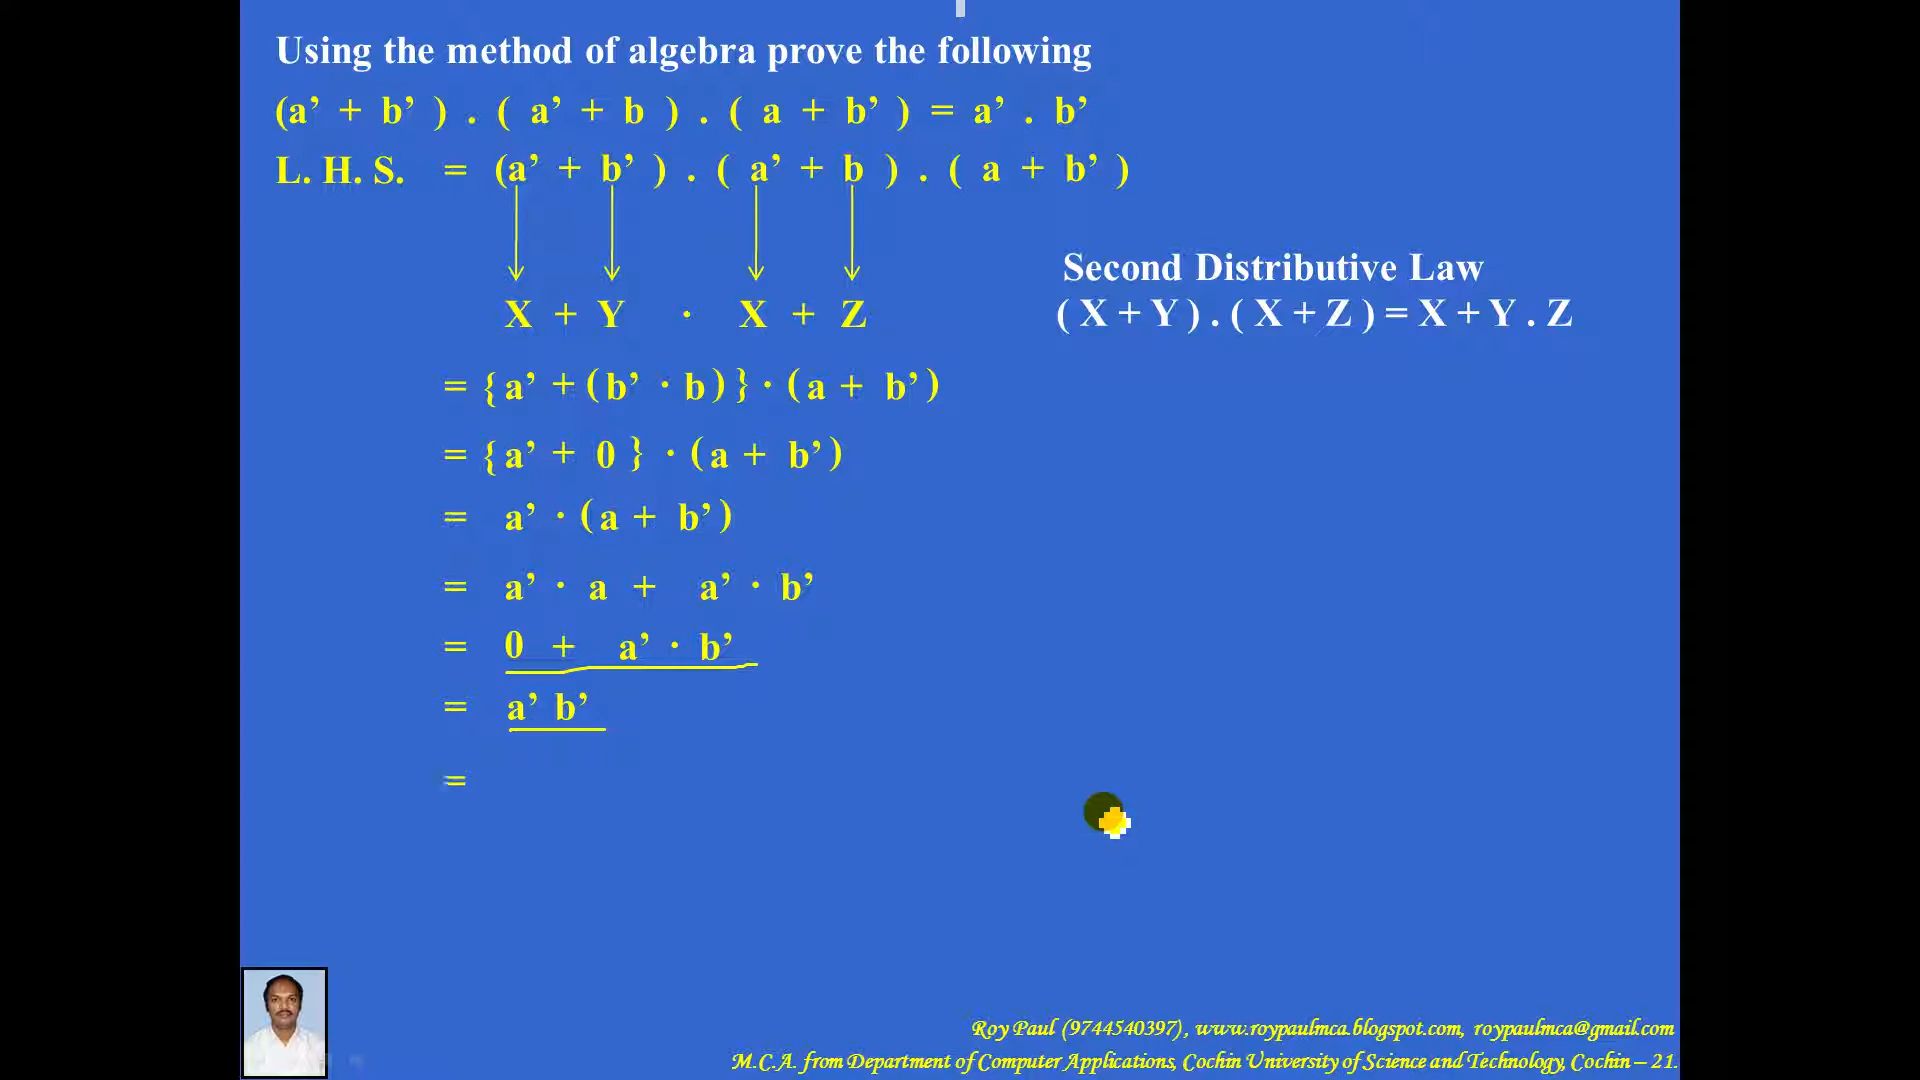 Using the method of algebra prove the following
(a’ + b’ ) . ( a’ + b ) . ( a + b’ ) = a’ . b’
L. H. S. = (a’ + b’ ) . ( a’ + b ) . ( a + b’ )
Second Distributive Law
X + Y · X + Z
( X + Y ) . ( X + Z ) = X + Y . Z
= { a’ + ( b’ · b ) } · ( a + b’ )
= { a’ + 0 } · ( a + b’ )
= a’ · ( a + b’ )
= a’ · a + a’ · b’
= 0 + a’ · b’
= a’ b’
=
Roy Paul (9744540397), www.roypaulmca.blogspot.com, roypaulmca@gmail.com
M.C.A. from Department of Computer Applications, Cochin University of Science and Technology, Cochin – 21.